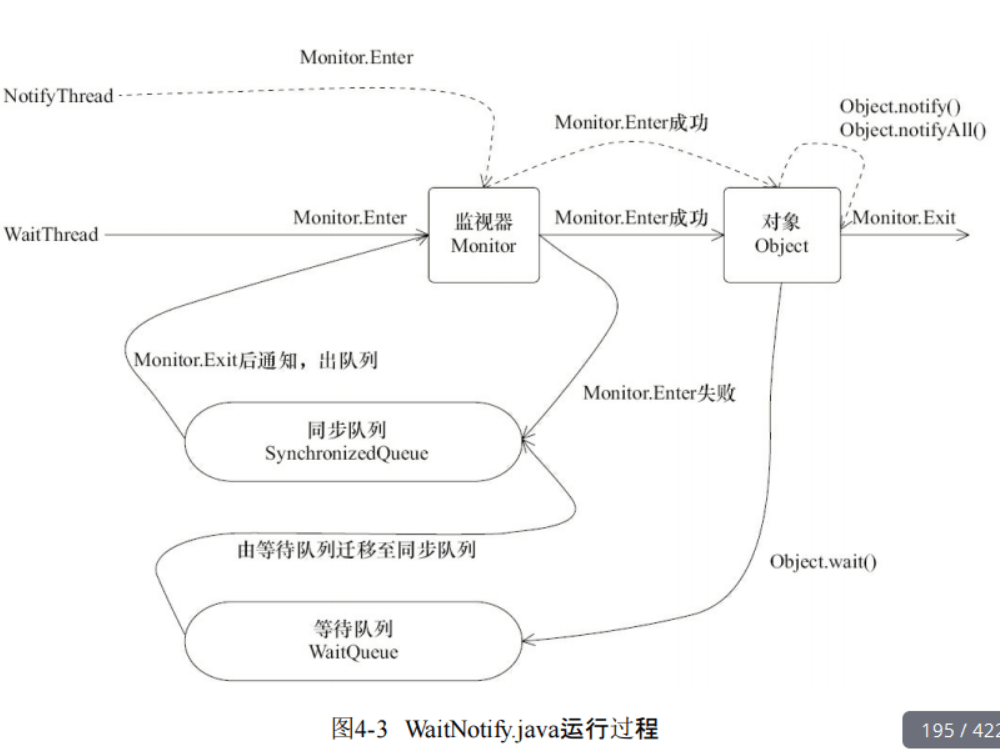 Monitor.Enter
NotifyThread
Monitor.Enter成功
Object.notify()
Object.notifyAll()
WaitThread
Monitor.Enter
监视器
Monitor
Monitor.Enter成功
对象
Object
Monitor.Exit
Monitor.Exit后通知，出队列
Monitor.Enter失败
同步队列
SynchronizedQueue
由等待队列迁移至同步队列
Object.wait()
等待队列
WaitQueue
图4-3 WaitNotify.java运行过程
195 / 422